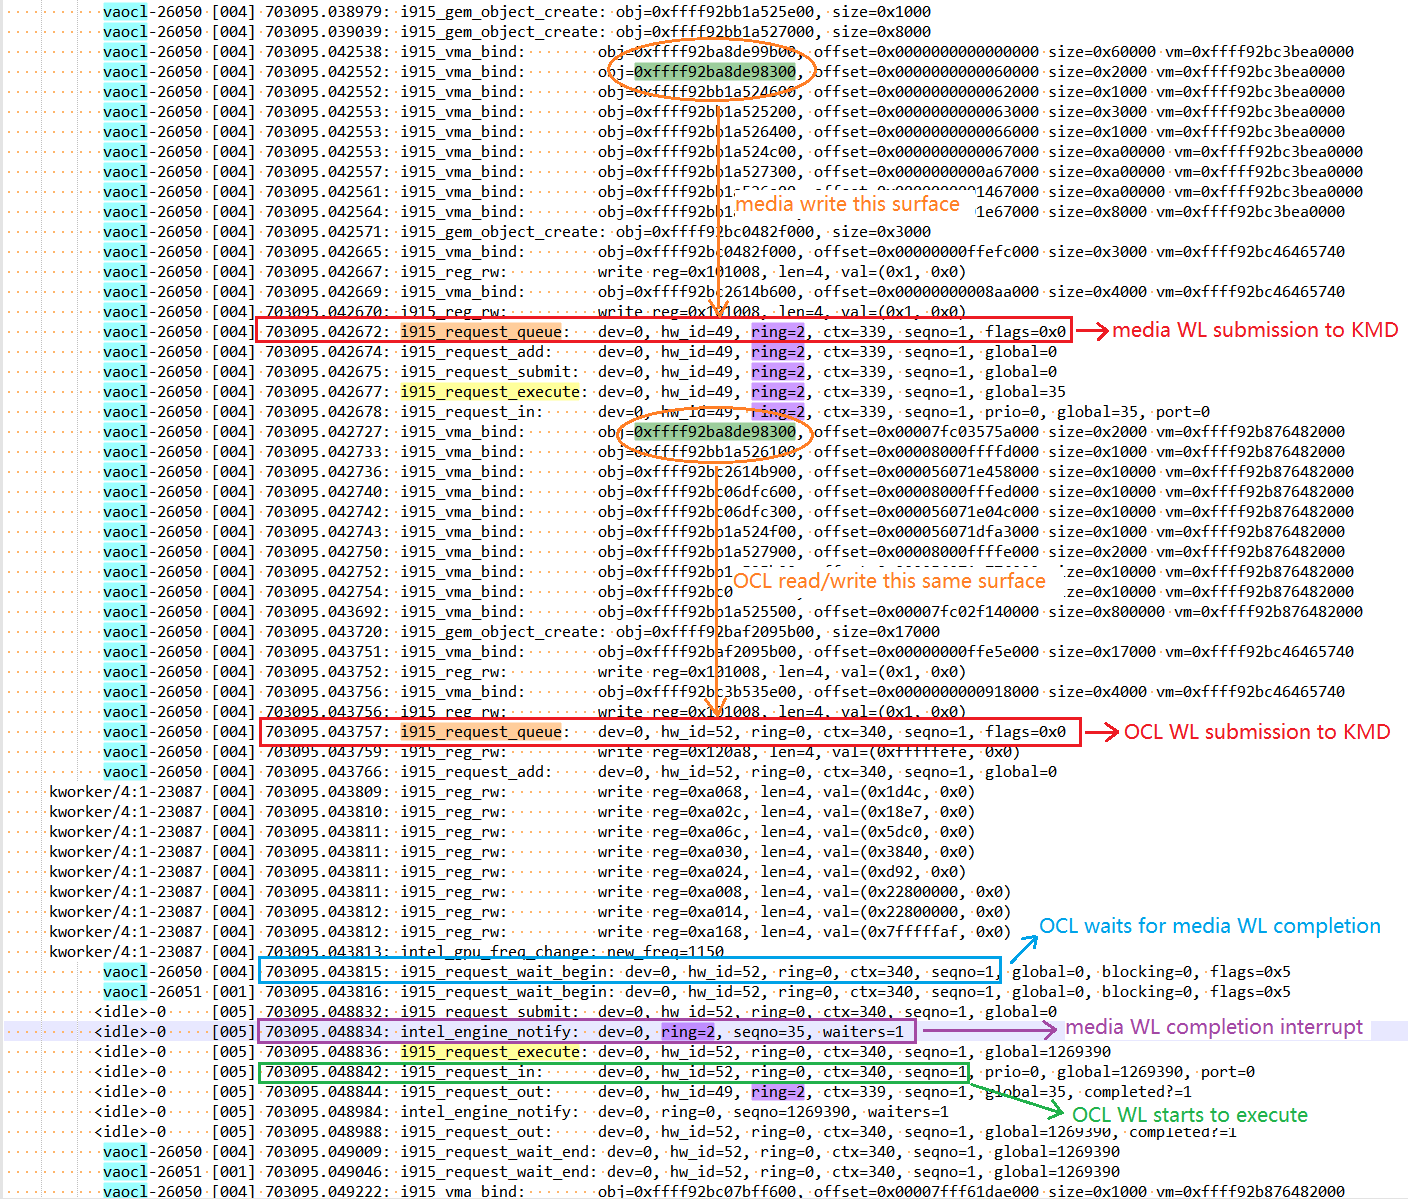 vaocl-26050 [004] 703095.038979: i915_gem_object_create: obj=0xffff92bb1a525e00, size=0x1000
vaocl-26050 [004] 703095.039039: i915_gem_object_create: obj=0xffff92bb1a527000, size=0x8000
vaocl-26050 [004] 703095.042538: i915_vma_bind: obj=0xffff92ba8de99b00, offset=0x0000000000000000 size=0x60000 vm=0xffff92bc3bea0000
vaocl-26050 [004] 703095.042552: i915_vma_bind: obj=0xffff92ba8de98300, offset=0x0000000000060000 size=0x2000 vm=0xffff92bc3bea0000
vaocl-26050 [004] 703095.042552: i915_vma_bind: obj=0xffff92bb1a524600, offset=0x0000000000062000 size=0x1000 vm=0xffff92bc3bea0000
vaocl-26050 [004] 703095.042553: i915_vma_bind: obj=0xffff92bb1a525200, offset=0x0000000000063000 size=0x3000 vm=0xffff92bc3bea0000
vaocl-26050 [004] 703095.042553: i915_vma_bind: obj=0xffff92bb1a526400, offset=0x0000000000066000 size=0x1000 vm=0xffff92bc3bea0000
vaocl-26050 [004] 703095.042553: i915_vma_bind: obj=0xffff92bb1a524c00, offset=0x0000000000067000 size=0xa00000 vm=0xffff92bc3bea0000
vaocl-26050 [004] 703095.042557: i915_vma_bind: obj=0xffff92bb1a527300, offset=0x0000000000a67000 size=0xa00000 vm=0xffff92bc3bea0000
vaocl-26050 [004] 703095.042561: i915_vma_bind: size=0xa00000 vm=0xffff92bc3bea0000
media write this surface
vaocl-26050 [004] 703095.042564: i915_vma_bind: size=0x8000 vm=0xffff92bc3bea0000
vaocl-26050 [004] 703095.042571: i915_gem_object_create: obj=0xffff92bc0482f000, size=0x3000
vaocl-26050 [004] 703095.042665: i915_vma_bind: obj=0xffff92bc0482f000, offset=0x00000000ffefc000 size=0x3000 vm=0xffff92bc46465740
vaocl-26050 [004] 703095.042667: i915_reg_rw: write reg=0x101008, len=4, val=(0x1, 0x0)
vaocl-26050 [004] 703095.042669: i915_vma_bind: obj=0xffff92bc2614b600, offset=0x00000000008aa000 size=0x4000 vm=0xffff92bc46465740
vaocl-26050 [004] 703095.042670: i915_reg_rw: write reg=0x101008, len=4, val=(0x1, 0x0)
vaocl-26050 [004] 703095.042672: i915_request_queue: dev=0, hw_id=49, ring=2, ctx=339, seqno=1, flags=0x0 media WL submission to KMD
vaocl-26050 [004] 703095.042674: i915_request_add: dev=0, hw_id=49, ring=2, ctx=339, seqno=1, global=0
vaocl-26050 [004] 703095.042675: i915_request_submit: dev=0, hw_id=49, ring=2, ctx=339, seqno=1, global=0
vaocl-26050 [004] 703095.042677: i915_request_execute: dev=0, hw_id=49, ring=2, ctx=339, seqno=1, global=35
vaocl-26050 [004] 703095.042678: i915_request_in: dev=0, hw_id=49, ring=2, ctx=339, seqno=1, prio=0, global=35, port=0
vaocl-26050 [004] 703095.042727: i915_vma_bind: obj=0xffff92ba8de98300, offset=0x00007fc03575a000 size=0x2000 vm=0xffff92b876482000
vaocl-26050 [004] 703095.042733: i915_vma_bind: obj=0xffff92bb1a526100, offset=0x00008000ffffd000 size=0x1000 vm=0xffff92b876482000
vaocl-26050 [004] 703095.042736: i915_vma_bind: obj=0xffff92bc2614b900, offset=0x000056071e458000 size=0x10000 vm=0xffff92b876482000
vaocl-26050 [004] 703095.042740: i915_vma_bind: obj=0xffff92bc06dfc600, offset=0x00008000fffed000 size=0x10000 vm=0xffff92b876482000
vaocl-26050 [004] 703095.042742: i915_vma_bind: obj=0xffff92bc06dfc300, offset=0x000056071e04c000 size=0x10000 vm=0xffff92b876482000
vaocl-26050 [004] 703095.042743: i915_vma_bind: obj=0xffff92bb1a524f00, offset=0x000056071dfa3000 size=0x1000 vm=0xffff92b876482000
vaocl-26050 [004] 703095.042750: i915_vma_bind: obj=0xffff92bb1a527900, offset=0x00008000ffffe000 size=0x2000 vm=0xffff92b876482000
vaocl-26050 [004] 703095.042752: i915_vma_bind: size=0x10000 vm=0xffff92b876482000
OCL read/write this same surface
vaocl-26050 [004] 703095.042754: i915_vma_bind: size=0x10000 vm=0xffff92b876482000
vaocl-26050 [004] 703095.043692: i915_vma_bind: obj=0xffff92bb1a525500, offset=0x00007fc02f140000 size=0x800000 vm=0xffff92b876482000
vaocl-26050 [004] 703095.043720: i915_gem_object_create: obj=0xffff92baf2095b00, size=0x17000
vaocl-26050 [004] 703095.043751: i915_vma_bind: obj=0xffff92baf2095b00, offset=0x00000000ffe5e000 size=0x17000 vm=0xffff92bc46465740
vaocl-26050 [004] 703095.043752: i915_reg_rw: write reg=0x101008, len=4, val=(0x1, 0x0)
vaocl-26050 [004] 703095.043756: i915_vma_bind: obj=0xffff92bc3b535e00, offset=0x0000000000918000 size=0x4000 vm=0xffff92bc46465740
vaocl-26050 [004] 703095.043756: i915_reg_rw: write reg=0x101008, len=4, val=(0x1, 0x0)
vaocl-26050 [004] 703095.043757: i915_request_queue: dev=0, hw_id=52, ring=0, ctx=340, seqno=1, flags=0x0 OCL WL submission to KMD
vaocl-26050 [004] 703095.043759: i915_reg_rw: write reg=0x120a8, len=4, val=(0xfffffefe, 0x0)
vaocl-26050 [004] 703095.043766: i915_request_add: dev=0, hw_id=52, ring=0, ctx=340, seqno=1, global=0
kworker/4:1-23087 [004] 703095.043809: i915_reg_rw: write reg=0xa068, len=4, val=(0x1d4c, 0x0)
kworker/4:1-23087 [004] 703095.043810: i915_reg_rw: write reg=0xa02c, len=4, val=(0x18e7, 0x0)
kworker/4:1-23087 [004] 703095.043811: i915_reg_rw: write reg=0xa06c, len=4, val=(0x5dc0, 0x0)
kworker/4:1-23087 [004] 703095.043811: i915_reg_rw: write reg=0xa030, len=4, val=(0x3840, 0x0)
kworker/4:1-23087 [004] 703095.043811: i915_reg_rw: write reg=0xa024, len=4, val=(0xd92, 0x0)
kworker/4:1-23087 [004] 703095.043811: i915_reg_rw: write reg=0xa008, len=4, val=(0x22800000, 0x0)
kworker/4:1-23087 [004] 703095.043812: i915_reg_rw: write reg=0xa014, len=4, val=(0x22800000, 0x0)
kworker/4:1-23087 [004] 703095.043812: i915_reg_rw: write reg=0xa168, len=4, val=(0x7fffffaf, 0x0)
OCL waits for media WL completion
kworker/4:1-23087 [004] 703095.043813: intel_gpu_freq_change: new_freq=1150
vaocl-26050 [004] 703095.043815: i915_request_wait_begin: dev=0, hw_id=52, ring=0, ctx=340, seqno=1, global=0, blocking=0, flags=0x5
vaocl-26051 [001] 703095.043816: i915_request_wait_begin: dev=0, hw_id=52, ring=0, ctx=340, seqno=1, global=0, blocking=0, flags=0x5
<idle>-0 [005] 703095.048832: i915_request_submit: dev=0, hw_id=52, ring=0, ctx=340, seqno=1, global=0
<idle>-0 [005] 703095.048834: intel_engine_notify: dev=0, ring=2, seqno=35, waiters=1 media WL completion interrupt
<idle>-0 [005] 703095.048836: i915_request_execute: dev=0, hw_id=52, ring=0, ctx=340, seqno=1, global=1269390
<idle>-0 [005] 703095.048842: i915_request_in: dev=0, hw_id=52, ring=0, ctx=340, seqno=1, prio=0, global=1269390, port=0
<idle>-0 [005] 703095.048844: i915_request_out: dev=0, hw_id=49, ring=2, ctx=339, seqno=1, global=35, completed?=1
<idle>-0 [005] 703095.048984: intel_engine_notify: dev=0, ring=0, seqno=1269390, waiters=1
OCL WL starts to execute
<idle>-0 [005] 703095.048988: i915_request_out: dev=0, hw_id=52, ring=0, ctx=340, seqno=1, global=1269390, completed?=1
vaocl-26050 [004] 703095.049009: i915_request_wait_end: dev=0, hw_id=52, ring=0, ctx=340, seqno=1, global=1269390
vaocl-26051 [001] 703095.049046: i915_request_wait_end: dev=0, hw_id=52, ring=0, ctx=340, seqno=1, global=1269390
vaocl-26050 [004] 703095.049222: i915_vma_bind: obj=0xffff92bc07bff600, offset=0x00007fff61dae000 size=0x1000 vm=0xffff92b876482000